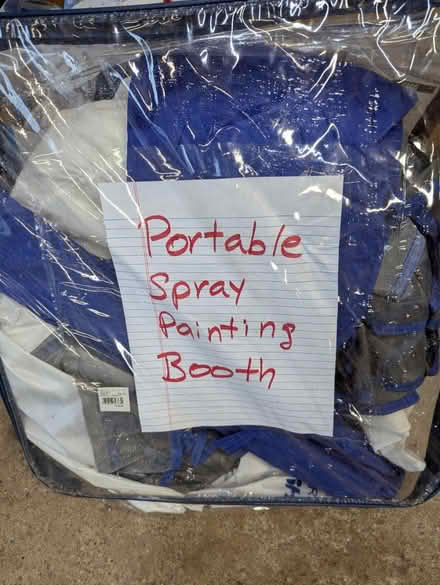 Portable
Spray
Painting
Booth